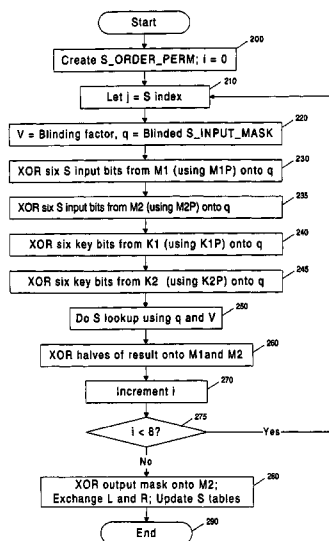 Start
200
Create S_ORDER_PERM; i = 0
210
Let j = S index
220
V = Blinding factor, q = Blinded S_INPUT_MASK
230
XOR six S input bits from M1 (using M1P) onto q
235
XOR six S input bits from M2 (using M2P) onto q
240
XOR six key bits from K1 (using K1P) onto q
245
XOR six key bits from K2 (using K2P) onto q
250
Do S lookup using q and V
260
XOR halves of result onto M1and M2
270
Increment i
275
i < 8?
Yes
No
280
XOR output mask onto M2;
Exchange L and R; Update S tables
290
End